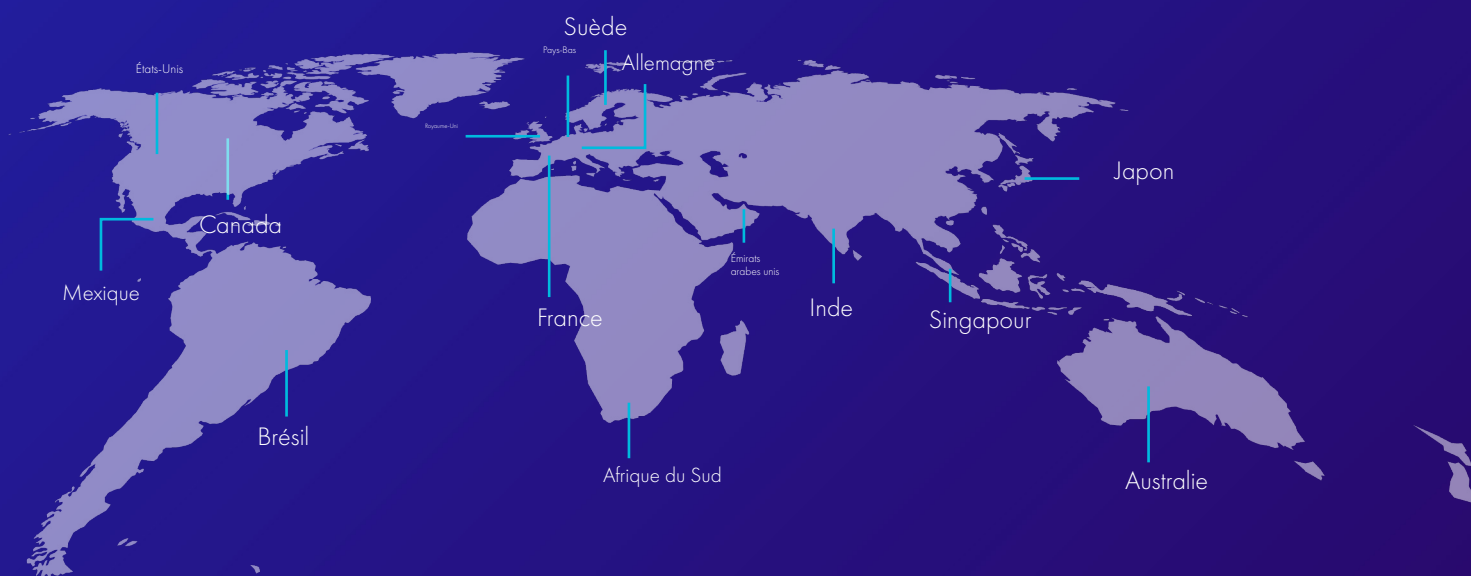 Suède
Pays-Bas
Allemagne
États-Unis
Royaume-Uni
Japon
Canada
Émirats
arabes unis
Mexique
Inde
France
Singapour
Brésil
Afrique du Sud
Australie